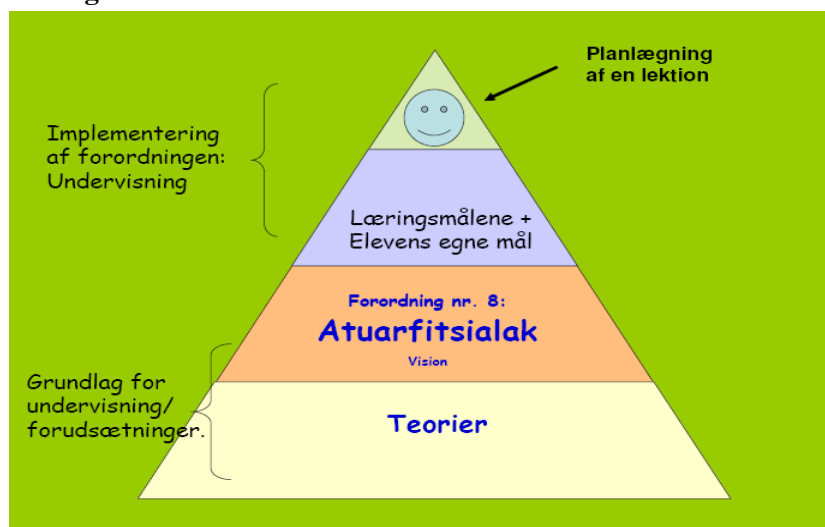 Planlægning
af en lektion
Implementering
af forordningen:
Undervisning
Læringsmålene +
Elevens egne mål
Forordning nr. 8:
Atuarfitsialak
Vision
Grundlag for
undervisning/
forudsætninger.
Teorier